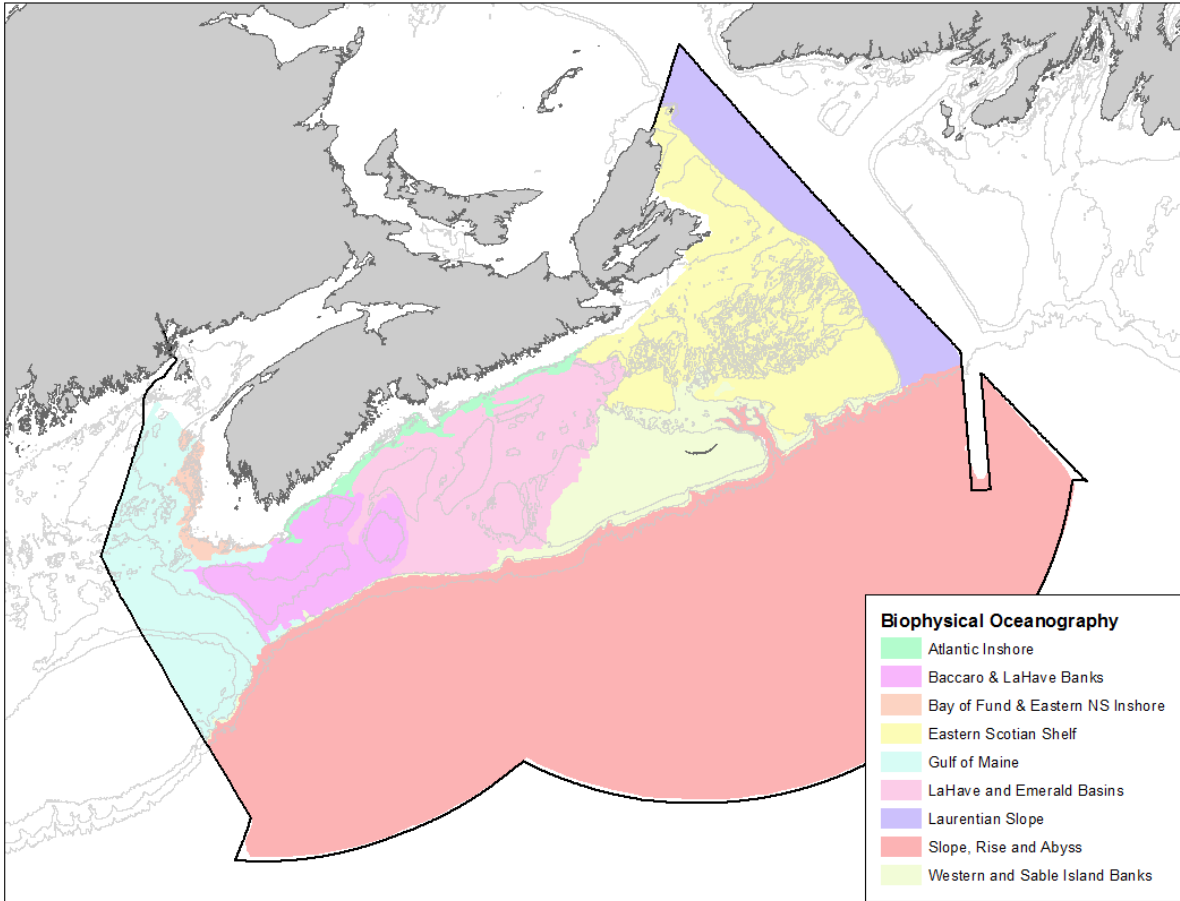 Biophysical Oceanography
Atlantic Inshore
Baccaro & LaHave Banks
Bay of Fund & Eastern NS Inshore
Eastern Scotian Shelf
Gulf of Maine
LaHave and Emerald Basins
Laurentian Slope
Slope, Rise and Abyss
Western and Sable Island Banks